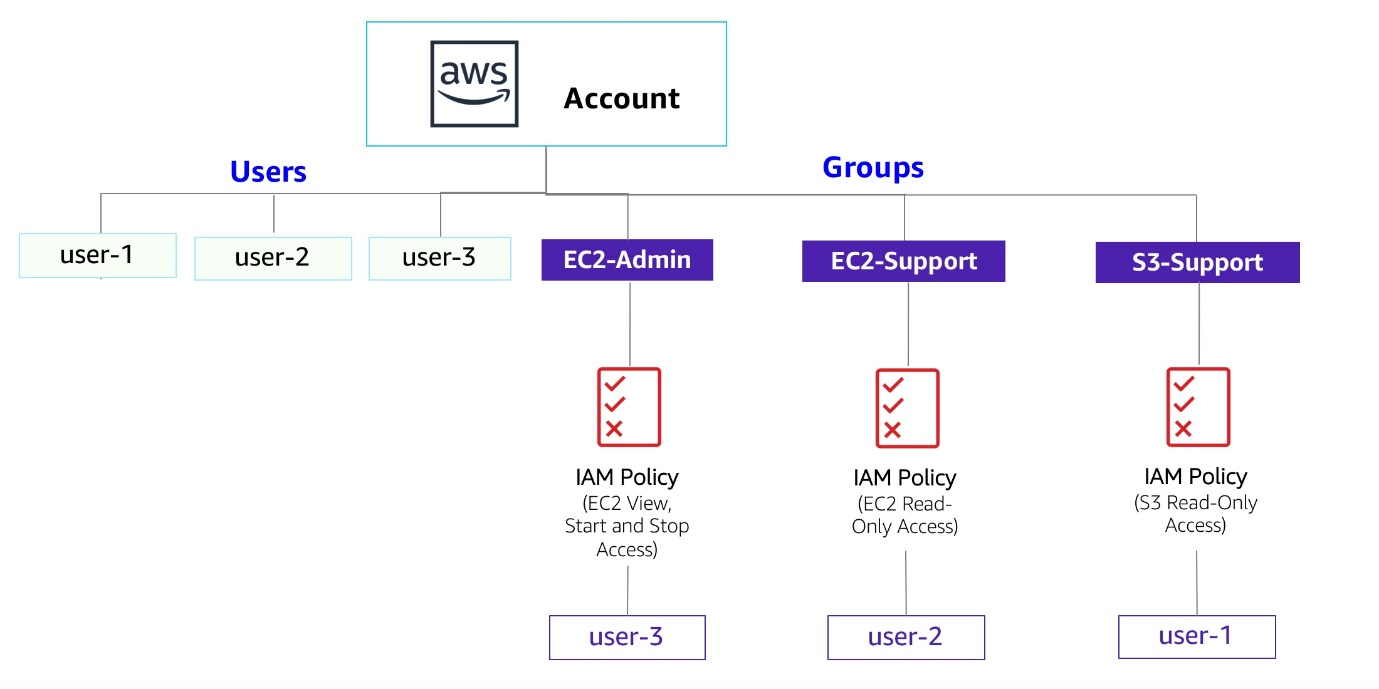 aws
Account
Users
Groups
user-1
user-2
user-3
EC2-Admin
EC2-Support
S3-Support
IAM Policy
(EC2 View,
Start and Stop
Access)
IAM Policy
(EC2 Read-
Only Access)
IAM Policy
(S3 Read-Only
Access)
user-3
user-2
user-1